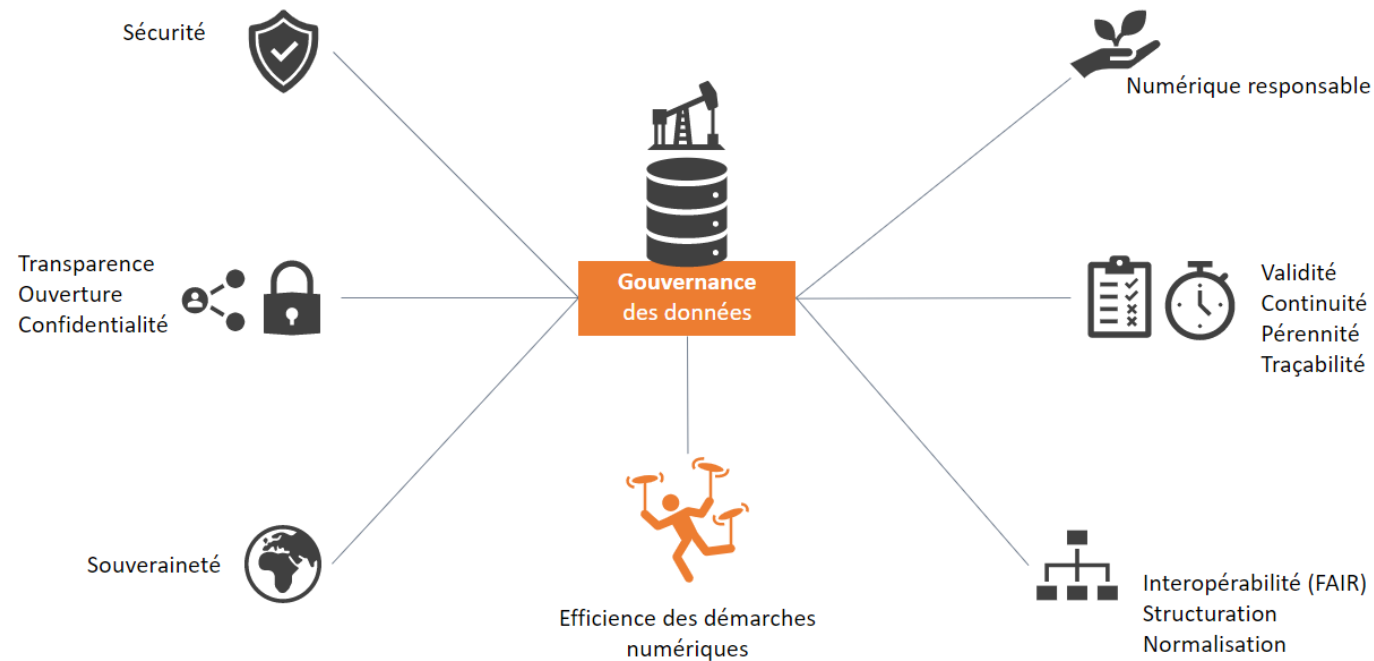 Sécurité
Numérique responsable
Gouvernance
des données
Transparence
Ouverture
Confidentialité
Validité
Continuité
Pérennité
Traçabilité
Souveraineté
Efficience des démarches
numériques
Interopérabilité (FAIR)
Structuration
Normalisation